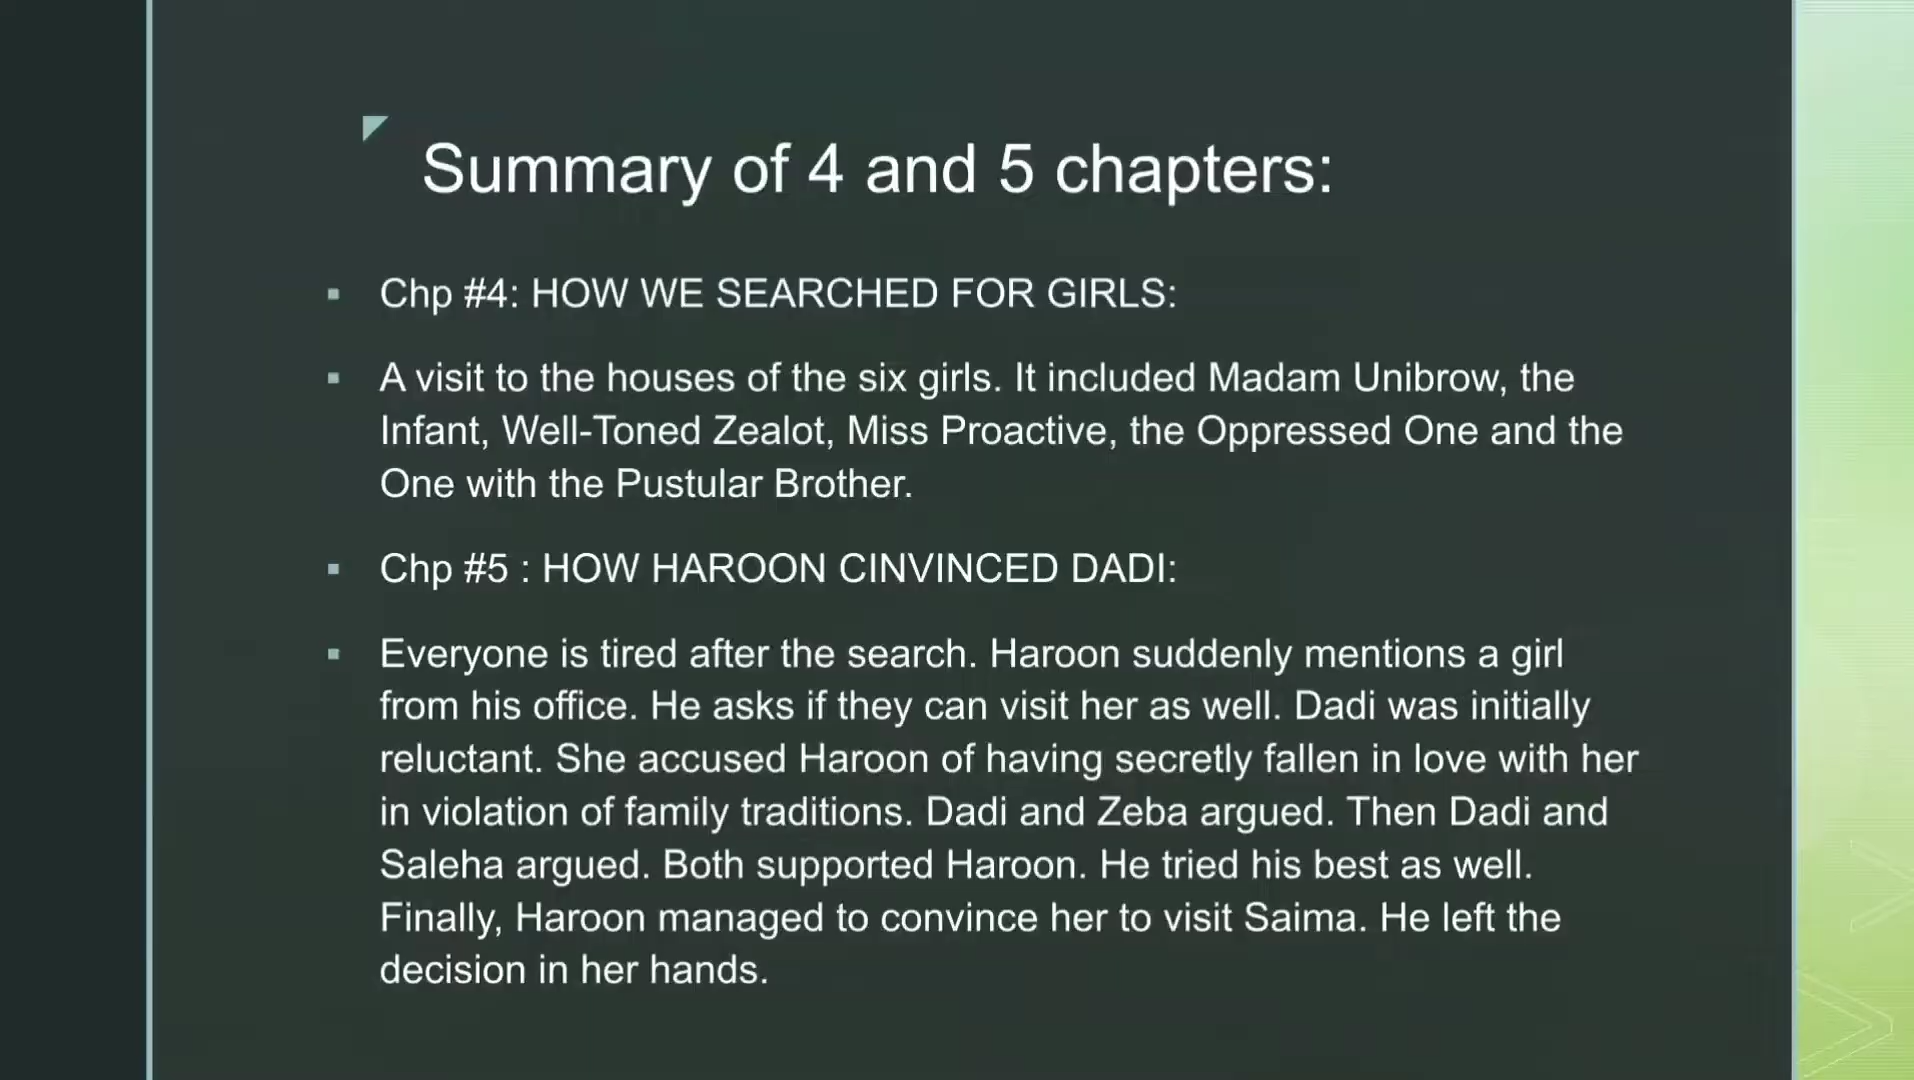 Summary of 4 and 5 chapters:
Chp #4: HOW WE SEARCHED FOR GIRLS:
A visit to the houses of the six girls. It included Madam Unibrow, the
Infant, Well-Toned Zealot, Miss Proactive, the Oppressed One and the
One with the Pustular Brother.
Chp #5 : HOW HAROON CINVINCED DADI:
Everyone is tired after the search. Haroon suddenly mentions a girl
from his office. He asks if they can visit her as well. Dadi was initially
reluctant. She accused Haroon of having secretly fallen in love with her
in violation of family traditions. Dadi and Zeba argued. Then Dadi and
Saleha argued. Both supported Haroon. He tried his best as well.
Finally, Haroon managed to convince her to visit Saima. He left the
decision in her hands.